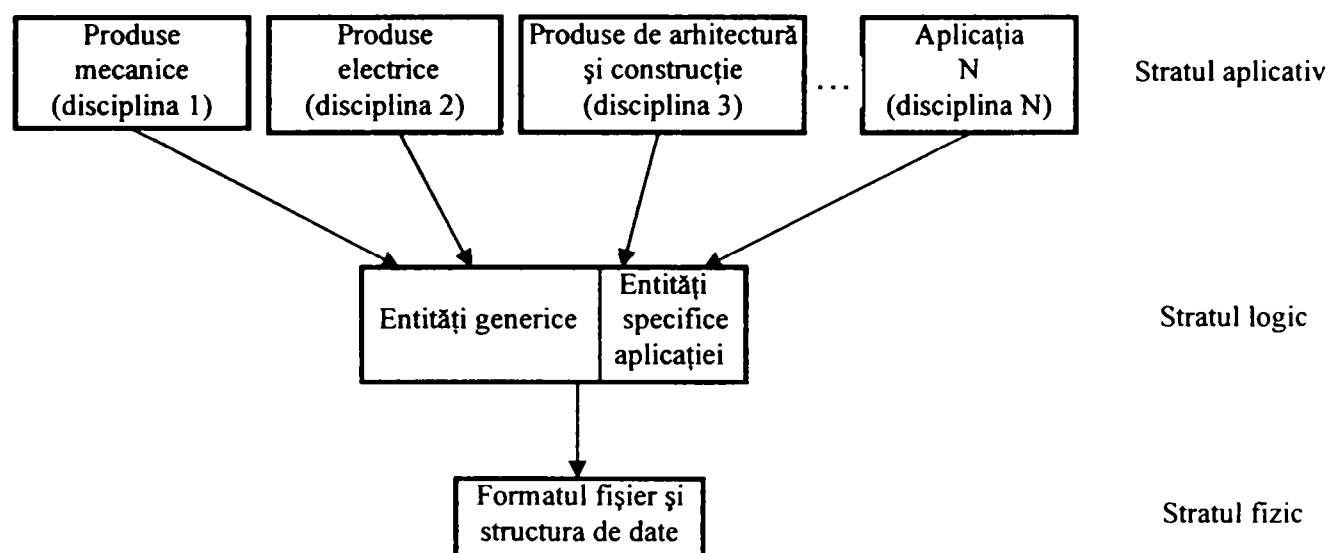 Produse
mecanice
(disciplina 1)
Produse
electrice
(disciplina 2)
Produse de arhitectură
şi construcţie
(disciplina 3)
...
Aplicaţia
N
(disciplina N)
Stratul aplicativ
Entităţi generice
Entităţi
specifice
aplicaţiei
Stratul logic
Formatul fişier şi
structura de date
Stratul fizic